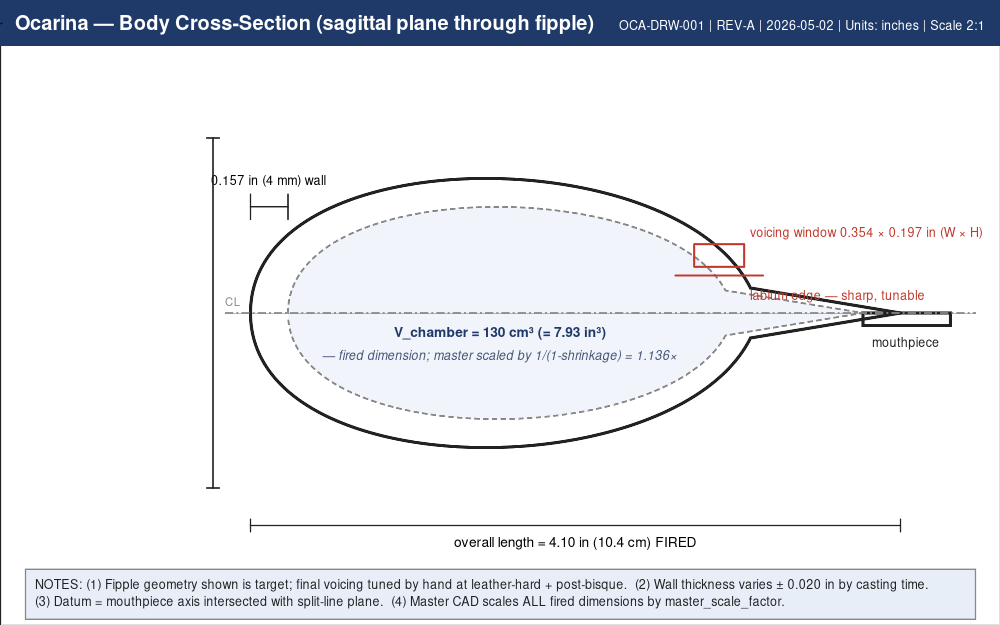 Ocarina — Body Cross-Section (sagittal plane through fipple)
OCA-DRW-001 | REV-A | 2026-05-02 | Units: inches | Scale 2:1
0.157 in (4 mm) wall
voicing window 0.354 × 0.197 in (W × H)
labium edge — sharp, tunable
CL
V_chamber = 130 cm³ (= 7.93 in³)
mouthpiece
— fired dimension; master scaled by 1/(1-shrinkage) = 1.136×
overall length = 4.10 in (10.4 cm) FIRED
NOTES: (1) Fipple geometry shown is target; final voicing tuned by hand at leather-hard + post-bisque.  (2) Wall thickness varies ± 0.020 in by casting time.
(3) Datum = mouthpiece axis intersected with split-line plane.  (4) Master CAD scales ALL fired dimensions by master_scale_factor.